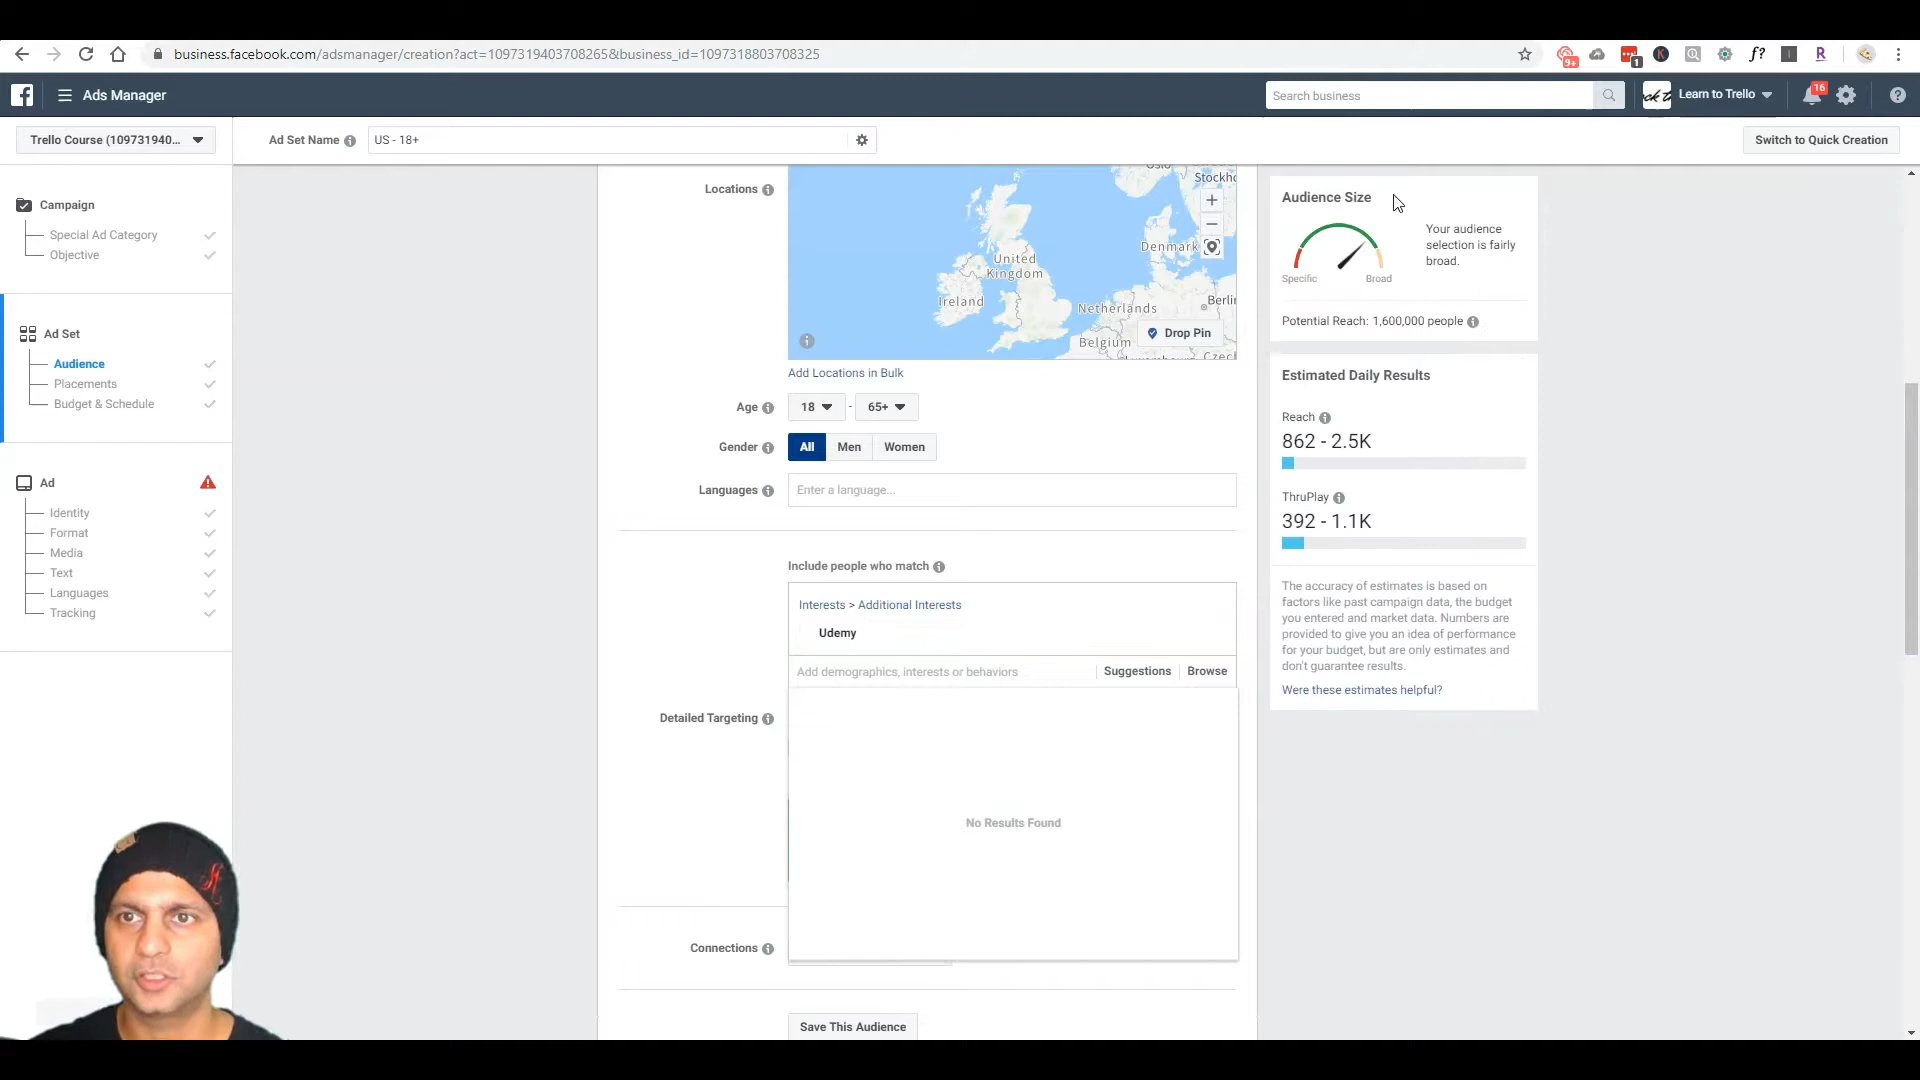 business.facebook.com/adsmanager/creation?act=1097319403708265&business_id=1097318803708325
9+
1
f?
R
Ads Manager
Search business
Learn to Trello
16
Trello Course (109731940...
Ad Set Name
US - 18+
Switch to Quick Creation
Campaign
Special Ad Category
Objective
Ad Set
Audience
Placements
Budget & Schedule
Ad
Identity
Format
Media
Text
Languages
Tracking
Locations
Oslo
Stockho
United
Kingdom
Ireland
Denmark
Netherlands
Berlin
Belgium
Czec
Drop Pin
Add Locations in Bulk
Age
18 - 65+
Gender
All Men Women
Languages
Enter a language...
Include people who match
Interests > Additional Interests
Udemy
Add demographics, interests or behaviors
Suggestions
Browse
Detailed Targeting
No Results Found
Connections
Save This Audience
Audience Size
Specific
Broad
Your audience
selection is fairly
broad.
Potential Reach: 1,600,000 people
Estimated Daily Results
Reach
862 - 2.5K
ThruPlay
392 - 1.1K
The accuracy of estimates is based on
factors like past campaign data, the budget
you entered and market data. Numbers are
provided to give you an idea of performance
for your budget, but are only estimates and
don't guarantee results.
Were these estimates helpful?